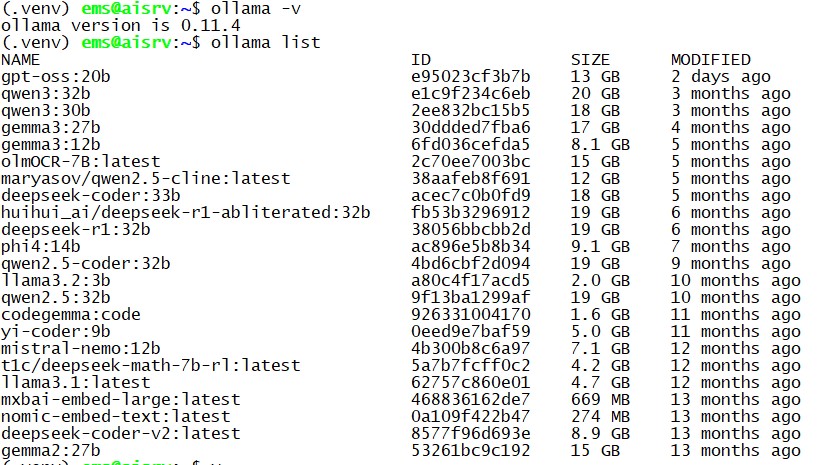 (.venv) ems@aisrv:~$ ollama -v
ollama version is 0.11.4
(.venv) ems@aisrv:~$ ollama list
NAME ID SIZE MODIFIED
gpt-oss:20b e95023cf3b7b 13 GB 2 days ago
qwen3:32b e1c9f234c6eb 20 GB 3 months ago
qwen3:30b 2ee832bc15b5 18 GB 3 months ago
gemma3:27b 30ddded7fba6 17 GB 4 months ago
gemma3:12b 6fd036cefda5 8.1 GB 5 months ago
olmOCR-7B:latest 2c70ee7003bc 15 GB 5 months ago
maryasov/qwen2.5-cline:latest 38aafeb8f691 12 GB 5 months ago
deepseek-coder:33b acec7c0b0fd9 18 GB 5 months ago
huihui_ai/deepseek-r1-abliterated:32b fb53b3296912 19 GB 6 months ago
deepseek-r1:32b 38056bbcbb2d 19 GB 6 months ago
phi4:14b ac896e5b8b34 9.1 GB 7 months ago
qwen2.5-coder:32b 4bd6cbf2d094 19 GB 9 months ago
llama3.2:3b a80c4f17acd5 2.0 GB 10 months ago
qwen2.5:32b 9f13ba1299af 19 GB 10 months ago
codegemma:code 926331004170 1.6 GB 11 months ago
yi-coder:9b 0eed9e7baf59 5.0 GB 11 months ago
mistral-nemo:12b 4b300b8c6a97 7.1 GB 12 months ago
t1c/deepseek-math-7b-rl:latest 5a7b7fcff0c2 4.2 GB 12 months ago
llama3.1:latest 62757c860e01 4.7 GB 12 months ago
mxbai-embed-large:latest 468836162de7 669 MB 13 months ago
nomic-embed-text:latest 0a109f422b47 274 MB 13 months ago
deepseek-coder-v2:latest 8577f96d693e 8.9 GB 13 months ago
gemma2:27b 53261bc9c192 15 GB 13 months ago